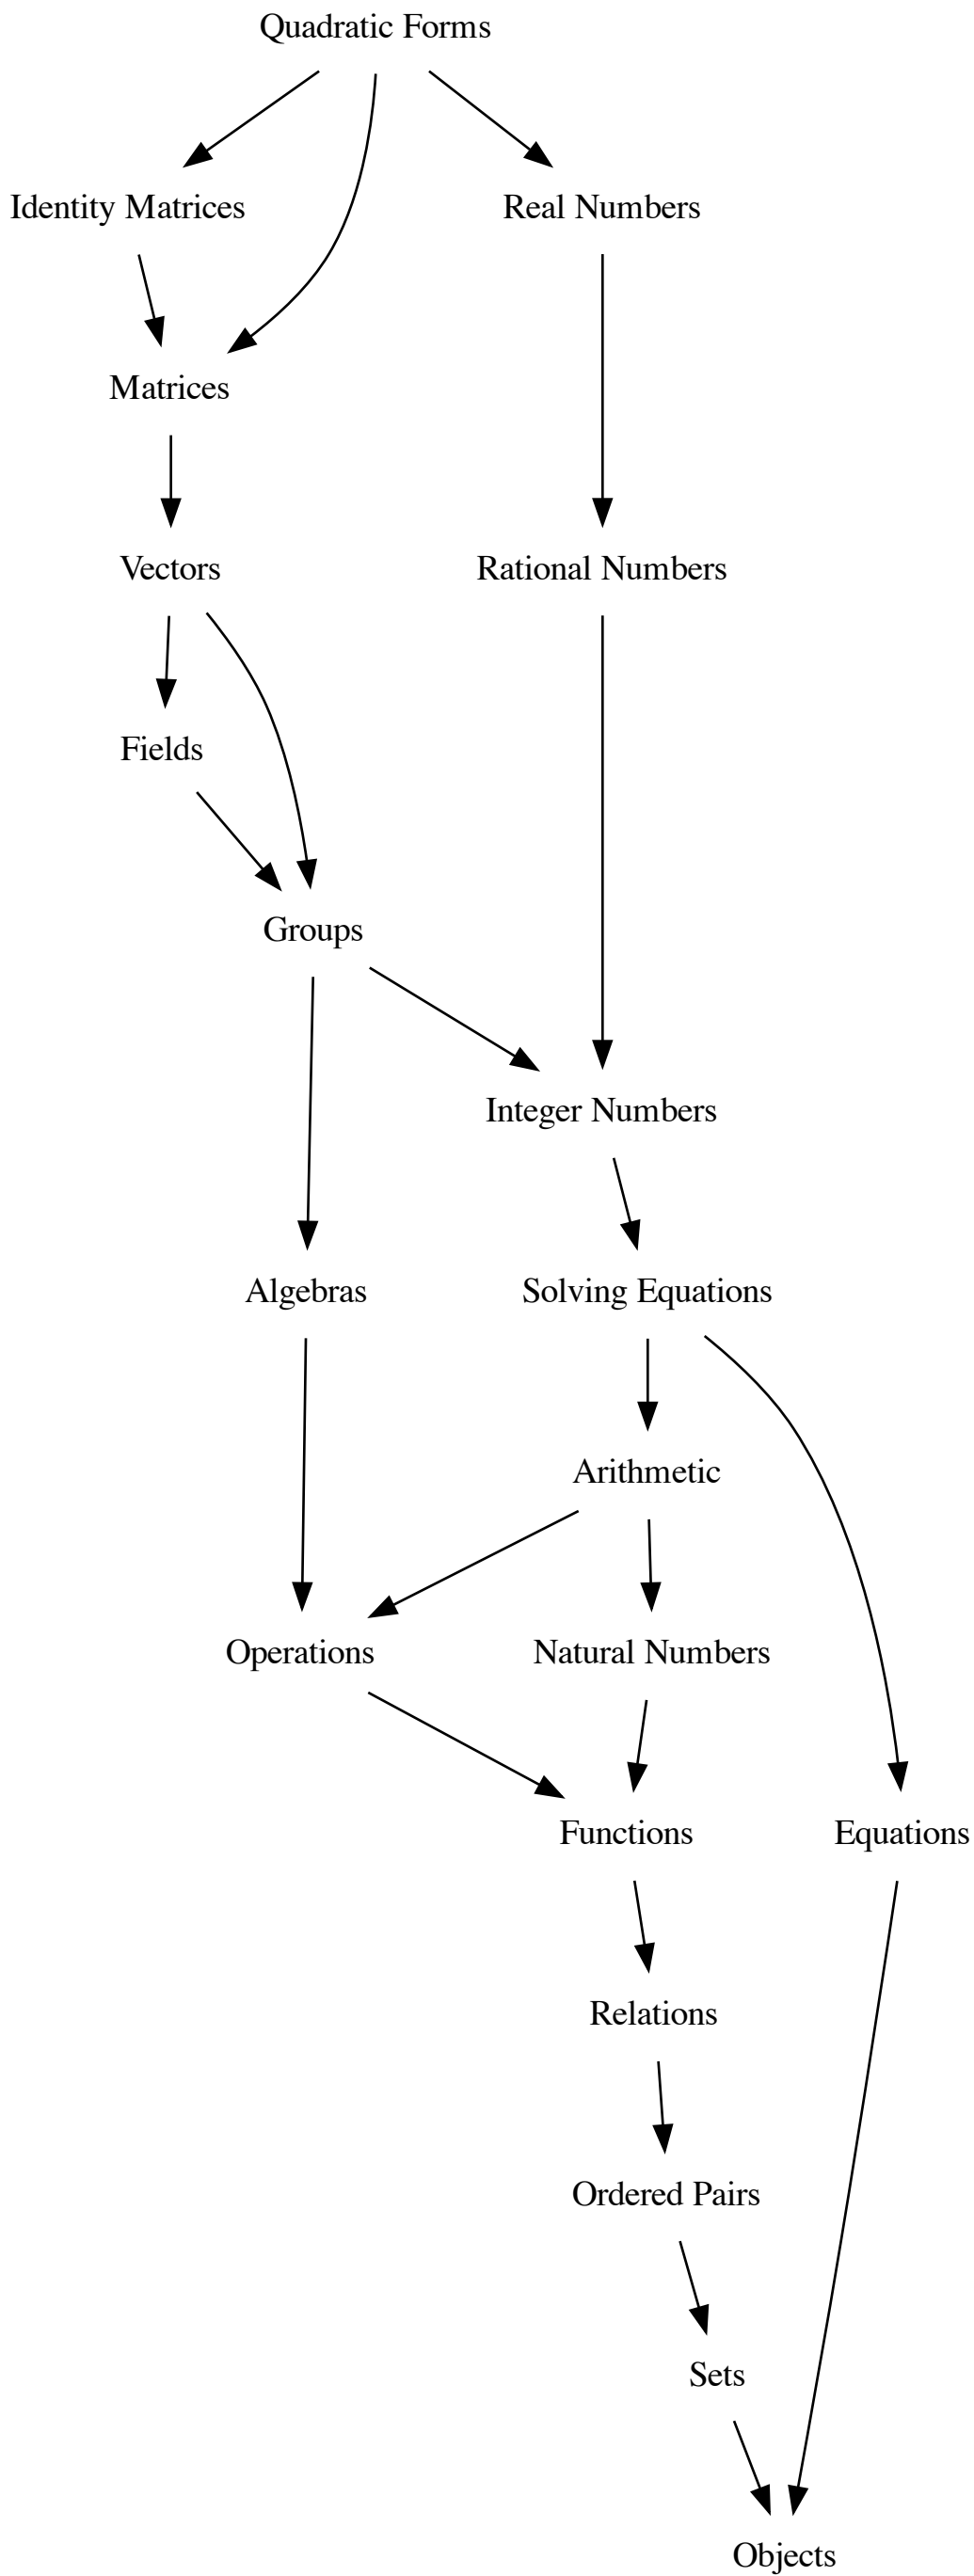 Quadratic Forms
Identity Matrices
Real Numbers
Matrices
Vectors
Rational Numbers
Fields
Groups
Integer Numbers
Algebras
Solving Equations
Arithmetic
Operations
Natural Numbers
Functions
Equations
Relations
Ordered Pairs
Sets
Objects